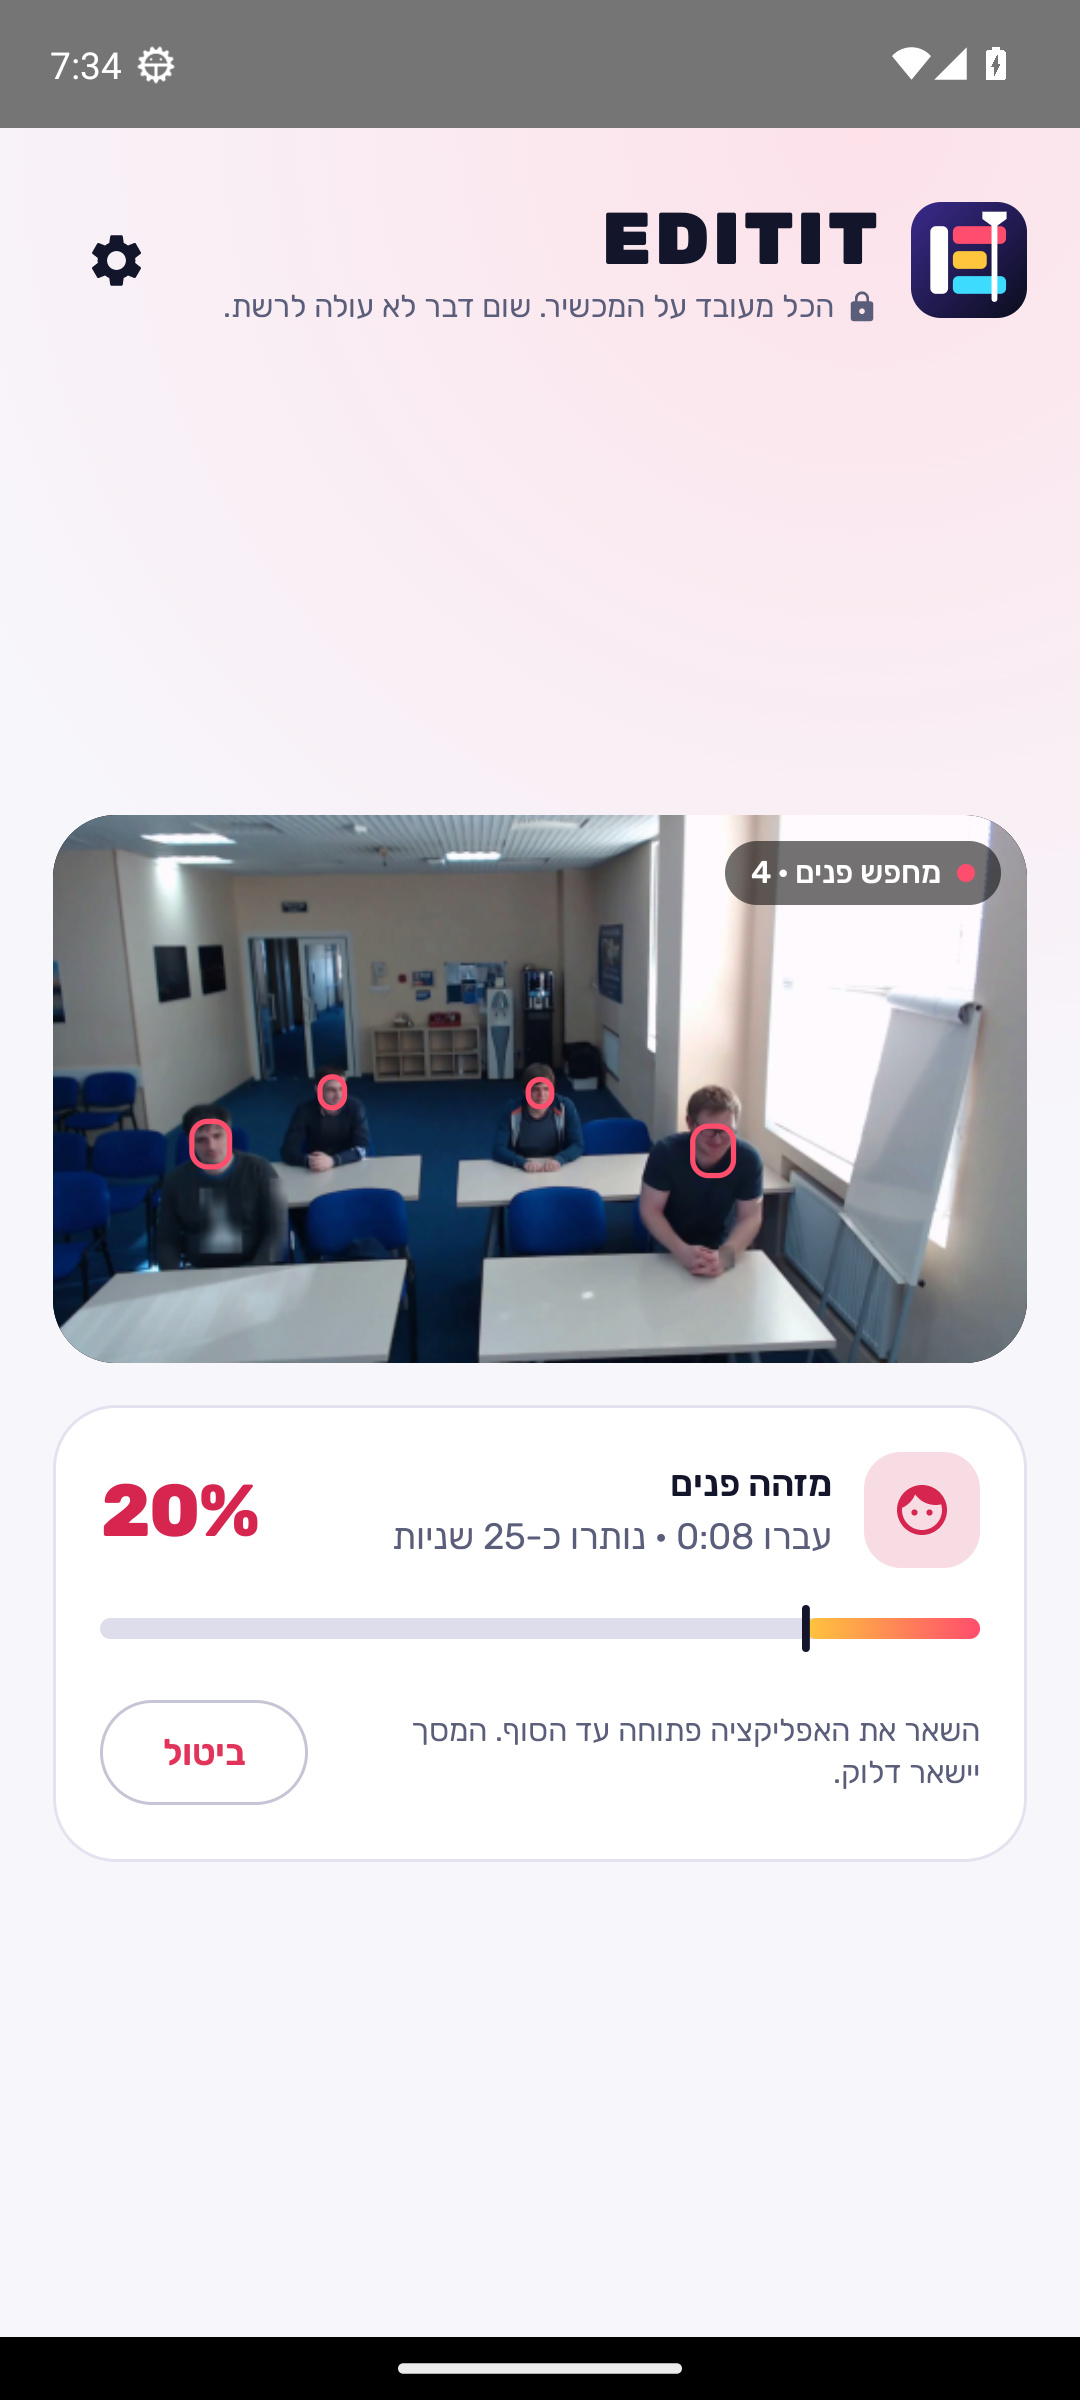 7:34
EDITIT
הכל מעובד על המכשיר. שום דבר לא עולה לרשת.
מחפש פנים • 4
מזהה פנים
עברו 0:08 • נותרו כ-25 שניות
20%
השאר את האפליקציה פתוחה עד הסוף. המסך
יישאר דלוק.
ביטול